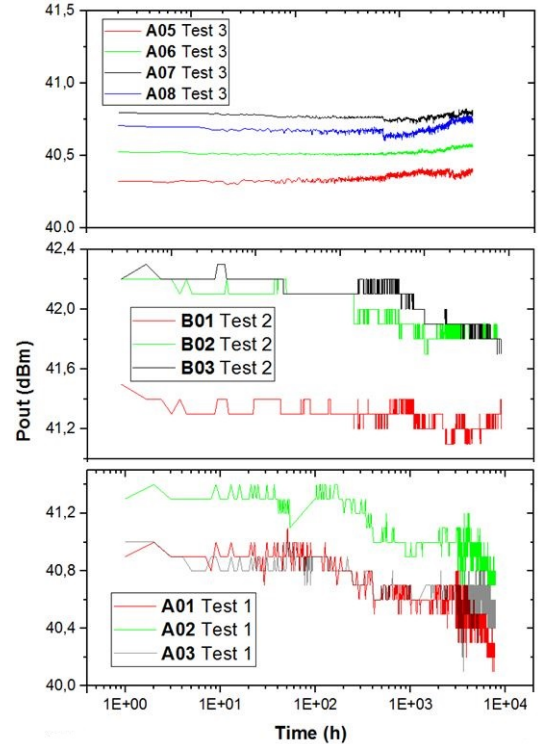 41,5
A05 Test 3
A06 Test 3
A07 Test 3
A08 Test 3
41,0
40,5
40,0
42,4
42,0
41,6
41,2
B01 Test 2
B02 Test 2
B03 Test 2
Pout (dBm)
41,2
40,8
40,4
40,0
A01 Test 1
A02 Test 1
A03 Test 1
1E+00 1E+01 1E+02 1E+03 1E+04
Time (h)